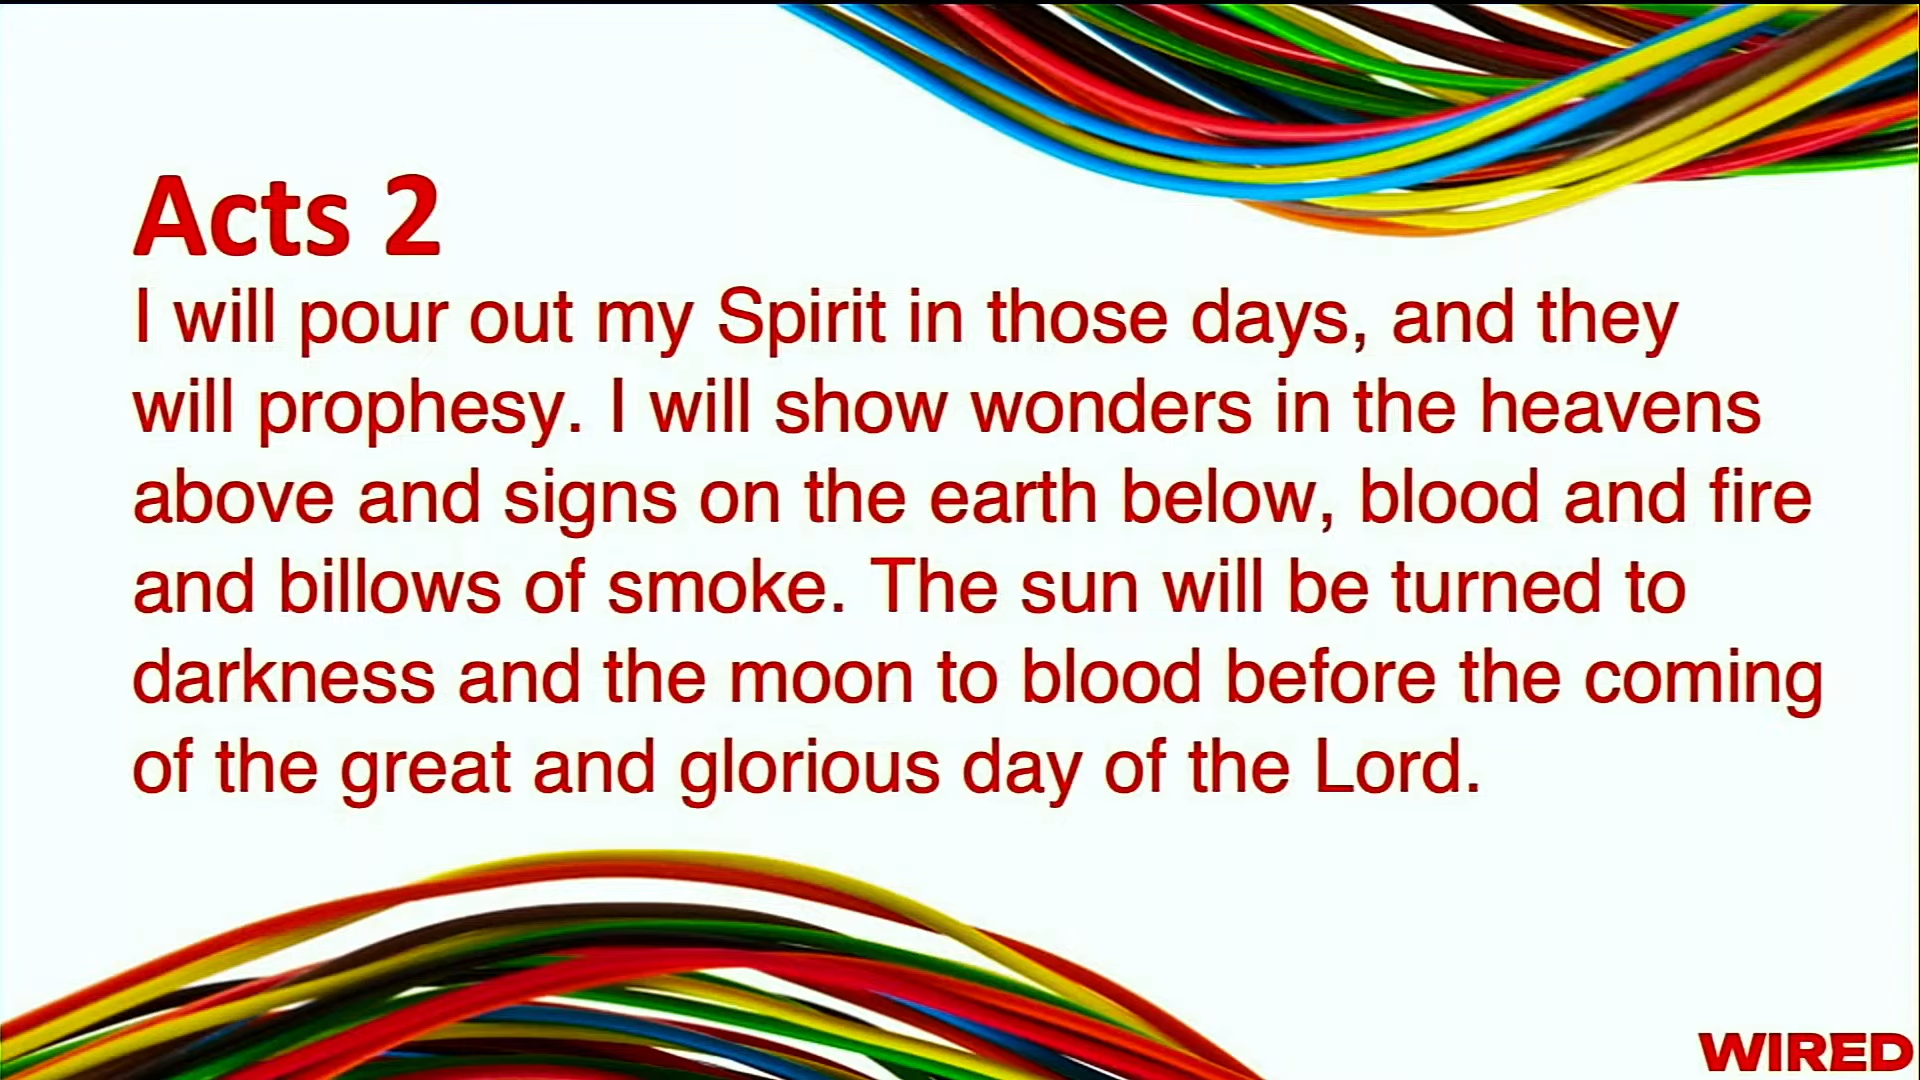 Acts 2
I will pour out my Spirit in those days, and they
will prophesy. I will show wonders in the heavens
above and signs on the earth below, blood and fire
and billows of smoke. The sun will be turned to
darkness and the moon to blood before the coming
of the great and glorious day of the Lord.
WIRED